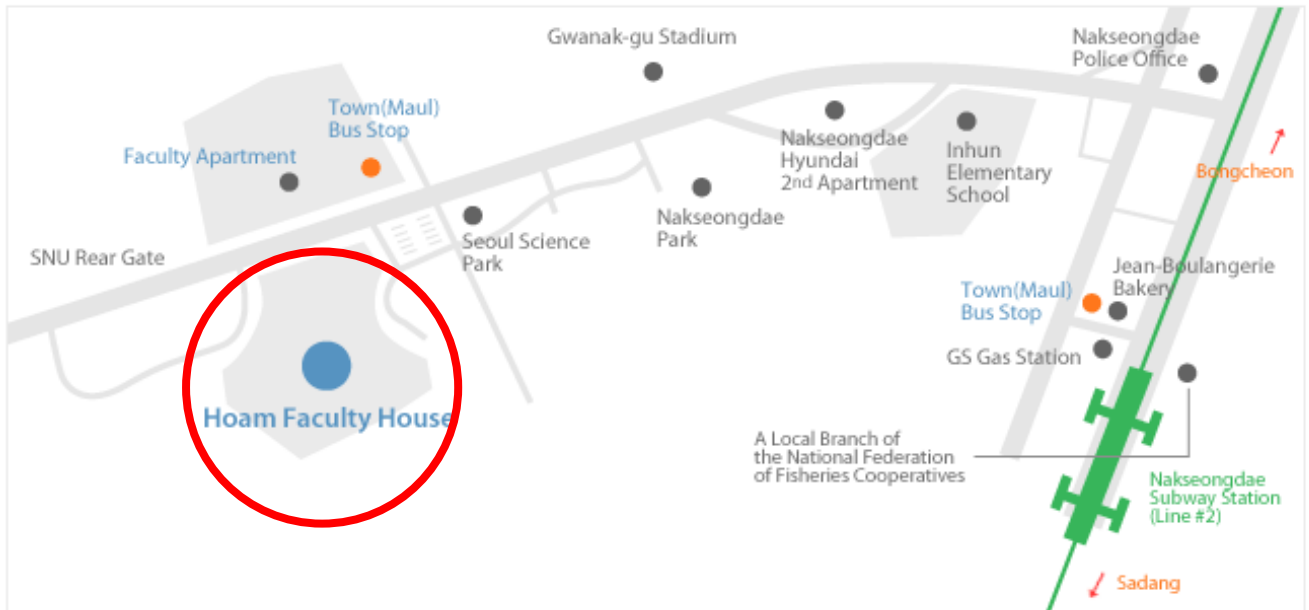 Gwanak-gu Stadium
Nakseongdae
Police Office
Town(Maul)
Bus Stop
Faculty Apartment
Nakseongdae
Hyundai
2nd Apartment
Inhun
Elementary
School
Bongcheon
Nakseongdae
Park
Seoul Science
Park
SNU Rear Gate
Jean-Boulangerie
Bakery
Town(Maul)
Bus Stop
GS Gas Station
Hoam Faculty House
A Local Branch of
the National Federation
of Fisheries Cooperatives
Nakseongdae
Subway Station
(Line #2)
Sadang